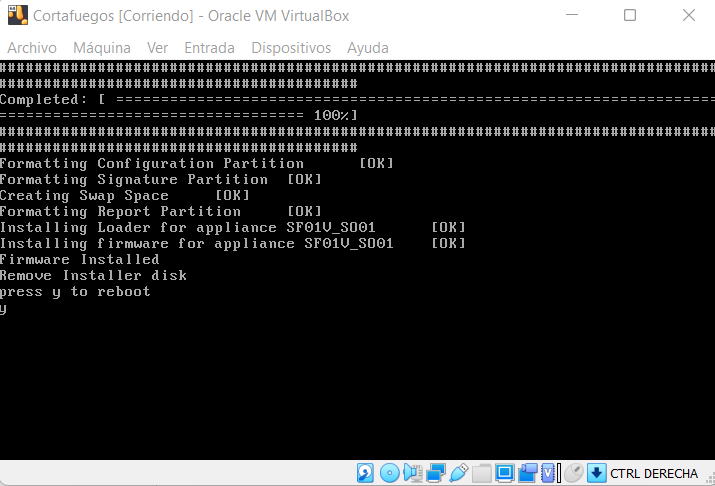 Cortafuegos [Corriendo] - Oracle VM VirtualBox
Archivo Máquina Ver Entrada Dispositivos Ayuda
################################################################################
########################################
Completed: [ ===================================================================
================================== 100%]
################################################################################
########################################
Formatting Configuration Partition [OK]
Formatting Signature Partition [OK]
Creating Swap Space [OK]
Formatting Report Partition [OK]
Installing Loader for appliance SF01V_SO01 [OK]
Installing firmware for appliance SF01V_SO01 [OK]
Firmware Installed
Remove Installer disk
press y to reboot
y
CTRL DERECHA